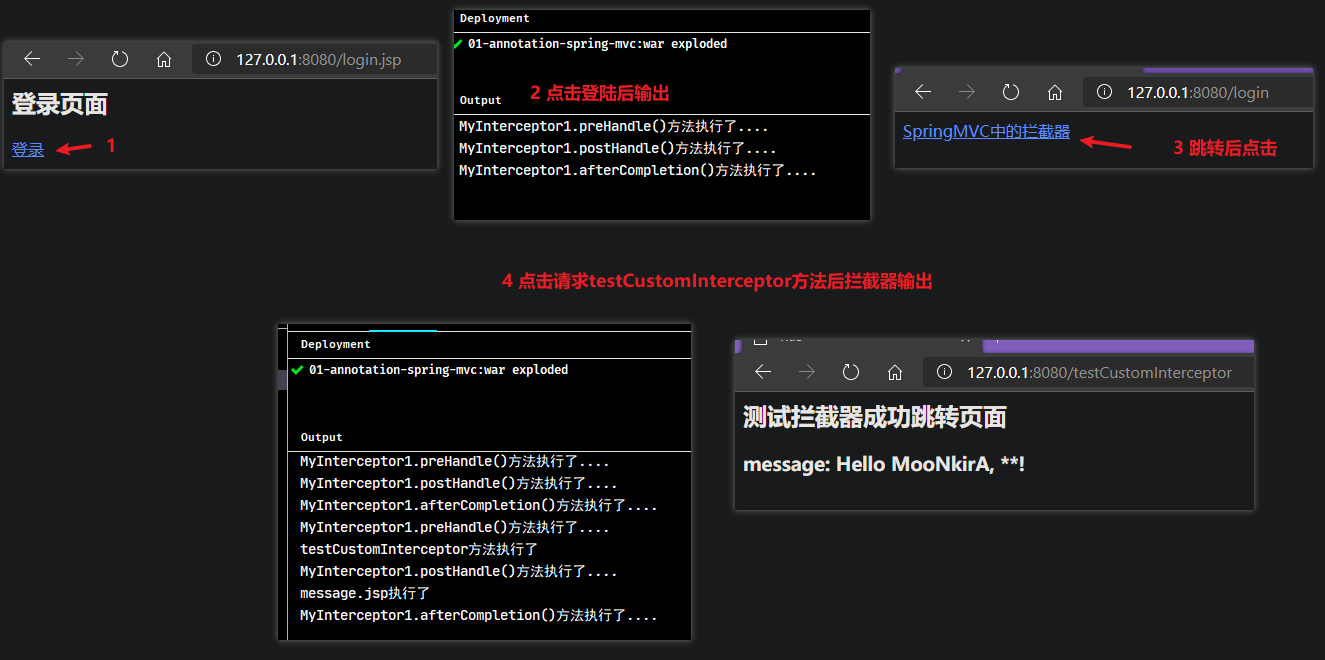 127.0.0.1:8080/login.jsp
登录页面
登录
1
Deployment
01-annotation-spring-mvc:war exploded
Output
2 点击登陆后输出
MyInterceptor1.preHandle()方法执行了....
MyInterceptor1.postHandle()方法执行了....
MyInterceptor1.afterCompletion()方法执行了....
127.0.0.1:8080/login
SpringMVC中的拦截器
3 跳转后点击
4 点击请求testCustomInterceptor方法后拦截器输出
Deployment
01-annotation-spring-mvc:war exploded
Output
MyInterceptor1.preHandle()方法执行了....
MyInterceptor1.postHandle()方法执行了....
MyInterceptor1.afterCompletion()方法执行了....
MyInterceptor1.preHandle()方法执行了....
testCustomInterceptor方法执行了
MyInterceptor1.postHandle()方法执行了....
message.jsp执行了
MyInterceptor1.afterCompletion()方法执行了....
127.0.0.1:8080/testCustomInterceptor
测试拦截器成功跳转页面
message: Hello MooNkirA, **!